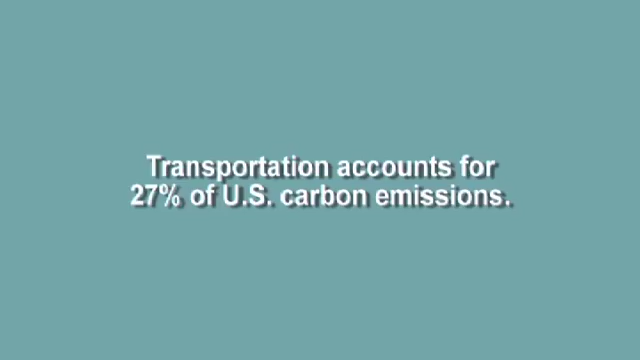 Transportation accounts for
27% of U.S. carbon emissions.